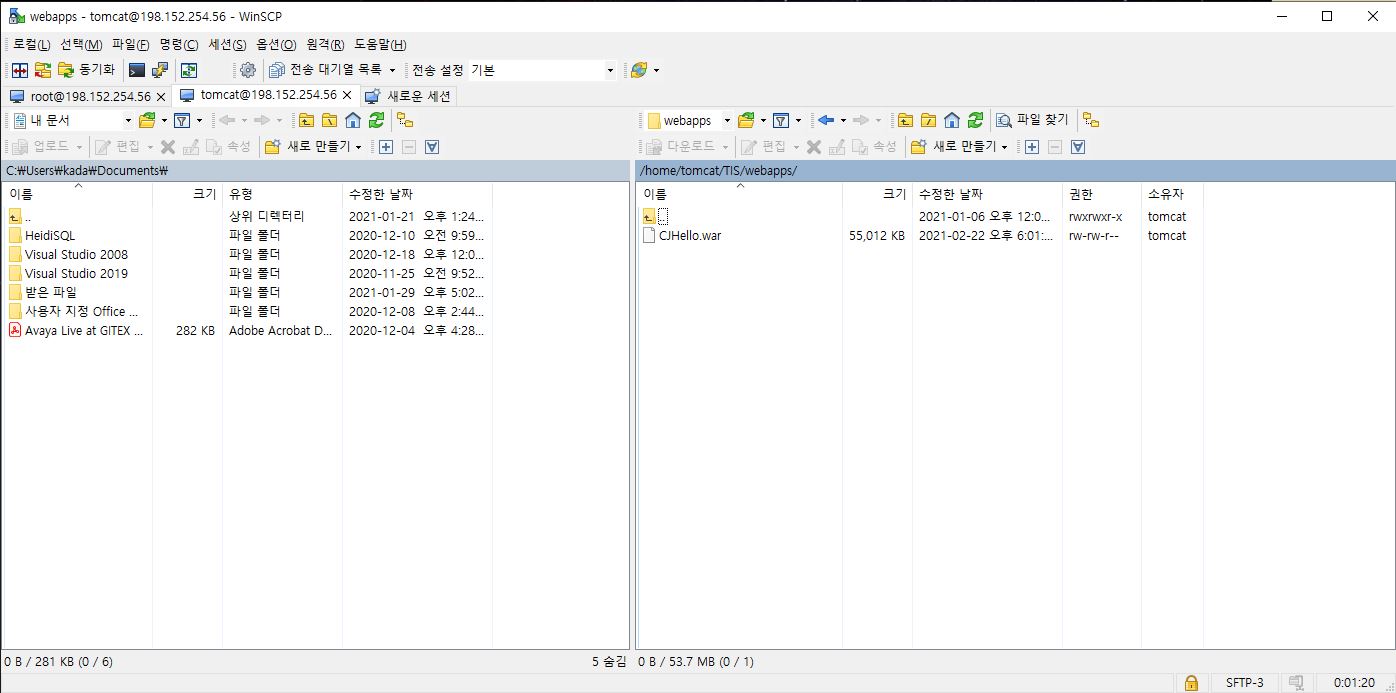 webapps - tomcat@198.152.254.56 - WinSCP
로컬(L) 선택(M) 파일(F) 명령(C) 세션(S) 옵션(O) 원격(R) 도움말(H)
동기화 전송 대기열 목록 전송 설정 기본
root@198.152.254.56 tomcat@198.152.254.56 새로운 세션
내 문서 webapps 파일 찾기
업로드 편집 속성 새로 만들기 다운로드 편집 속성 새로 만들기
C:₩Users₩kada₩Documents₩ /home/tomcat/TIS/webapps/
이름 크기 유형 수정한 날짜 이름 크기 수정한 날짜 권한 소유자
.. 상위 디렉터리 2021-01-21 오후 1:24... .. 2021-01-06 오후 12:0... rwxrwxr-x tomcat
HeidiSQL 파일 폴더 2020-12-10 오전 9:59... CJHello.war 55,012 KB 2021-02-22 오후 6:01:... rw-rw-r-- tomcat
Visual Studio 2008 파일 폴더 2020-12-18 오후 12:0...
Visual Studio 2019 파일 폴더 2020-11-25 오전 9:52...
받은 파일 파일 폴더 2021-01-29 오후 5:02...
사용자 지정 Office ... 파일 폴더 2020-12-08 오후 2:44...
Avaya Live at GITEX ... 282 KB Adobe Acrobat D... 2020-12-04 오후 4:28...
0 B / 281 KB (0 / 6) 5 숨김 0 B / 53.7 MB (0 / 1)
SFTP-3 0:01:20